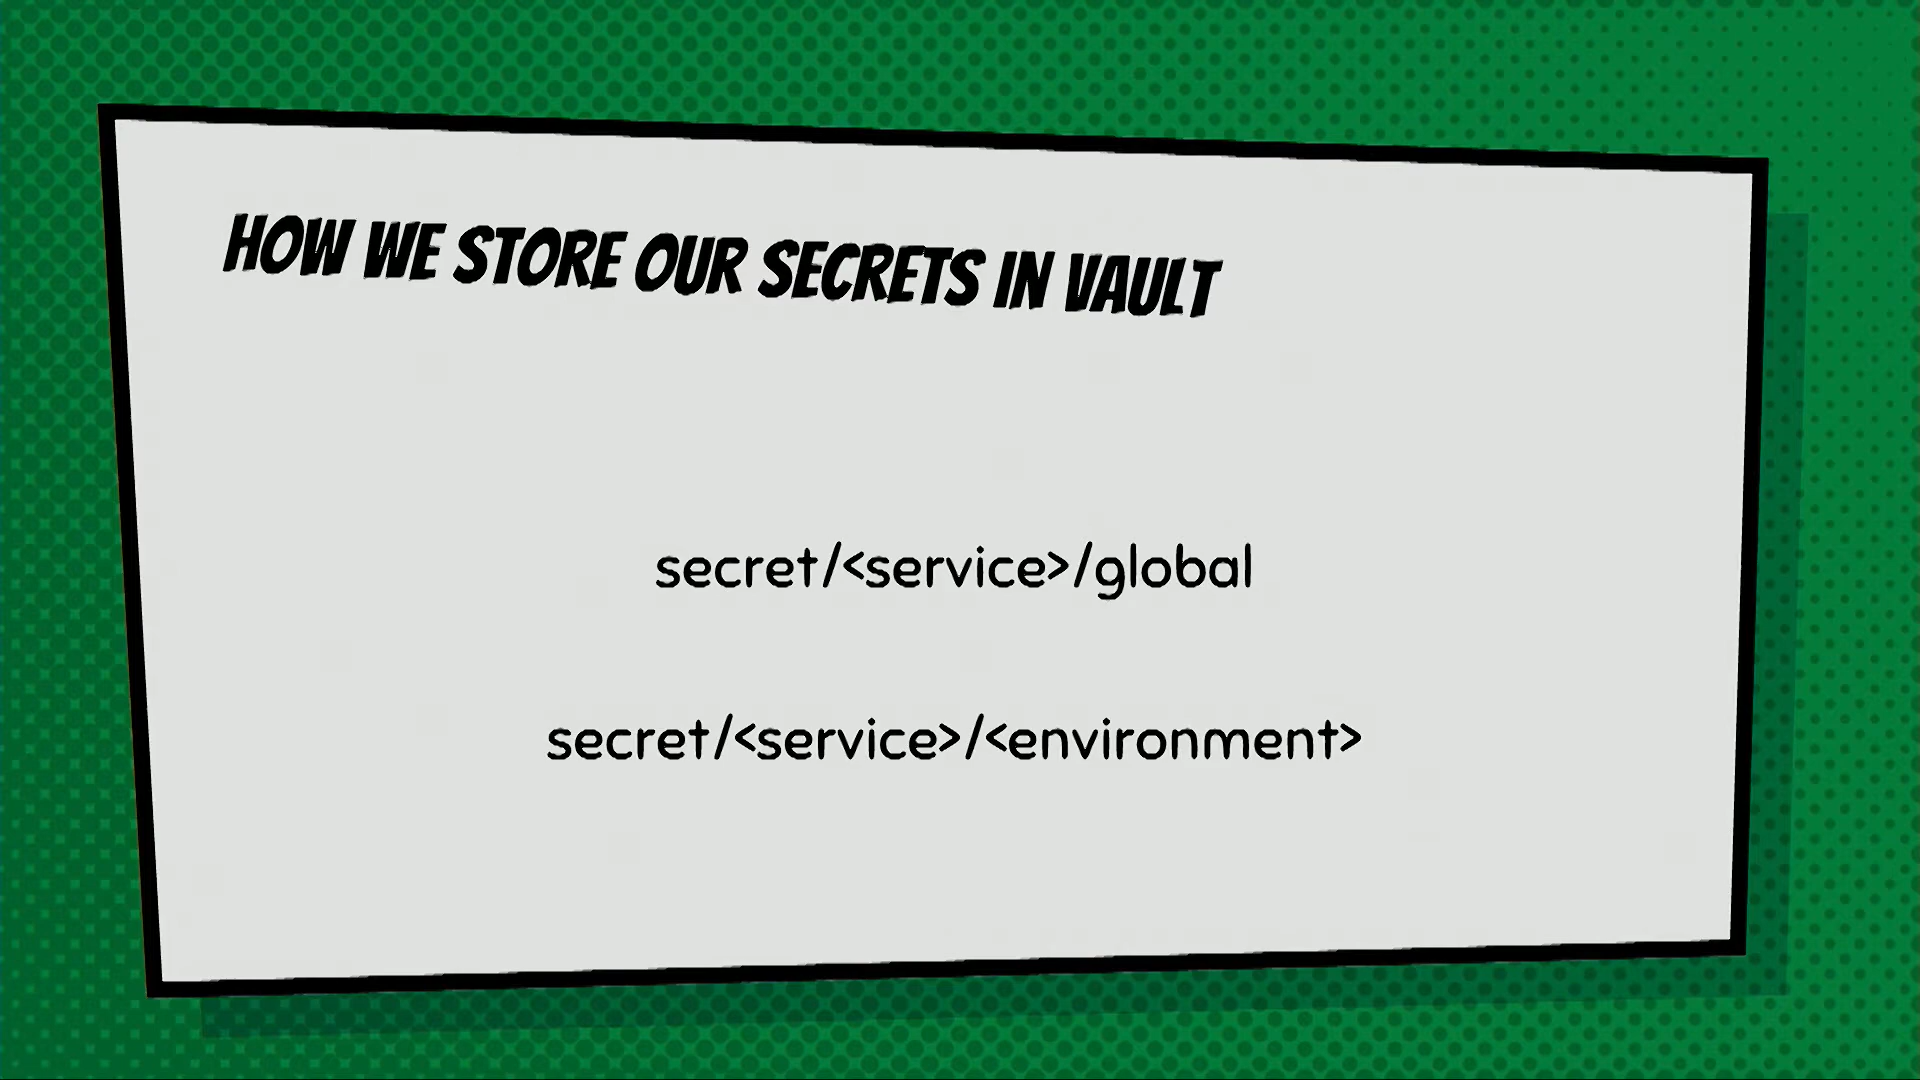 HOW WE STORE OUR SECRETS IN VAULT
secret/<service>/global
secret/<service>/<environment>